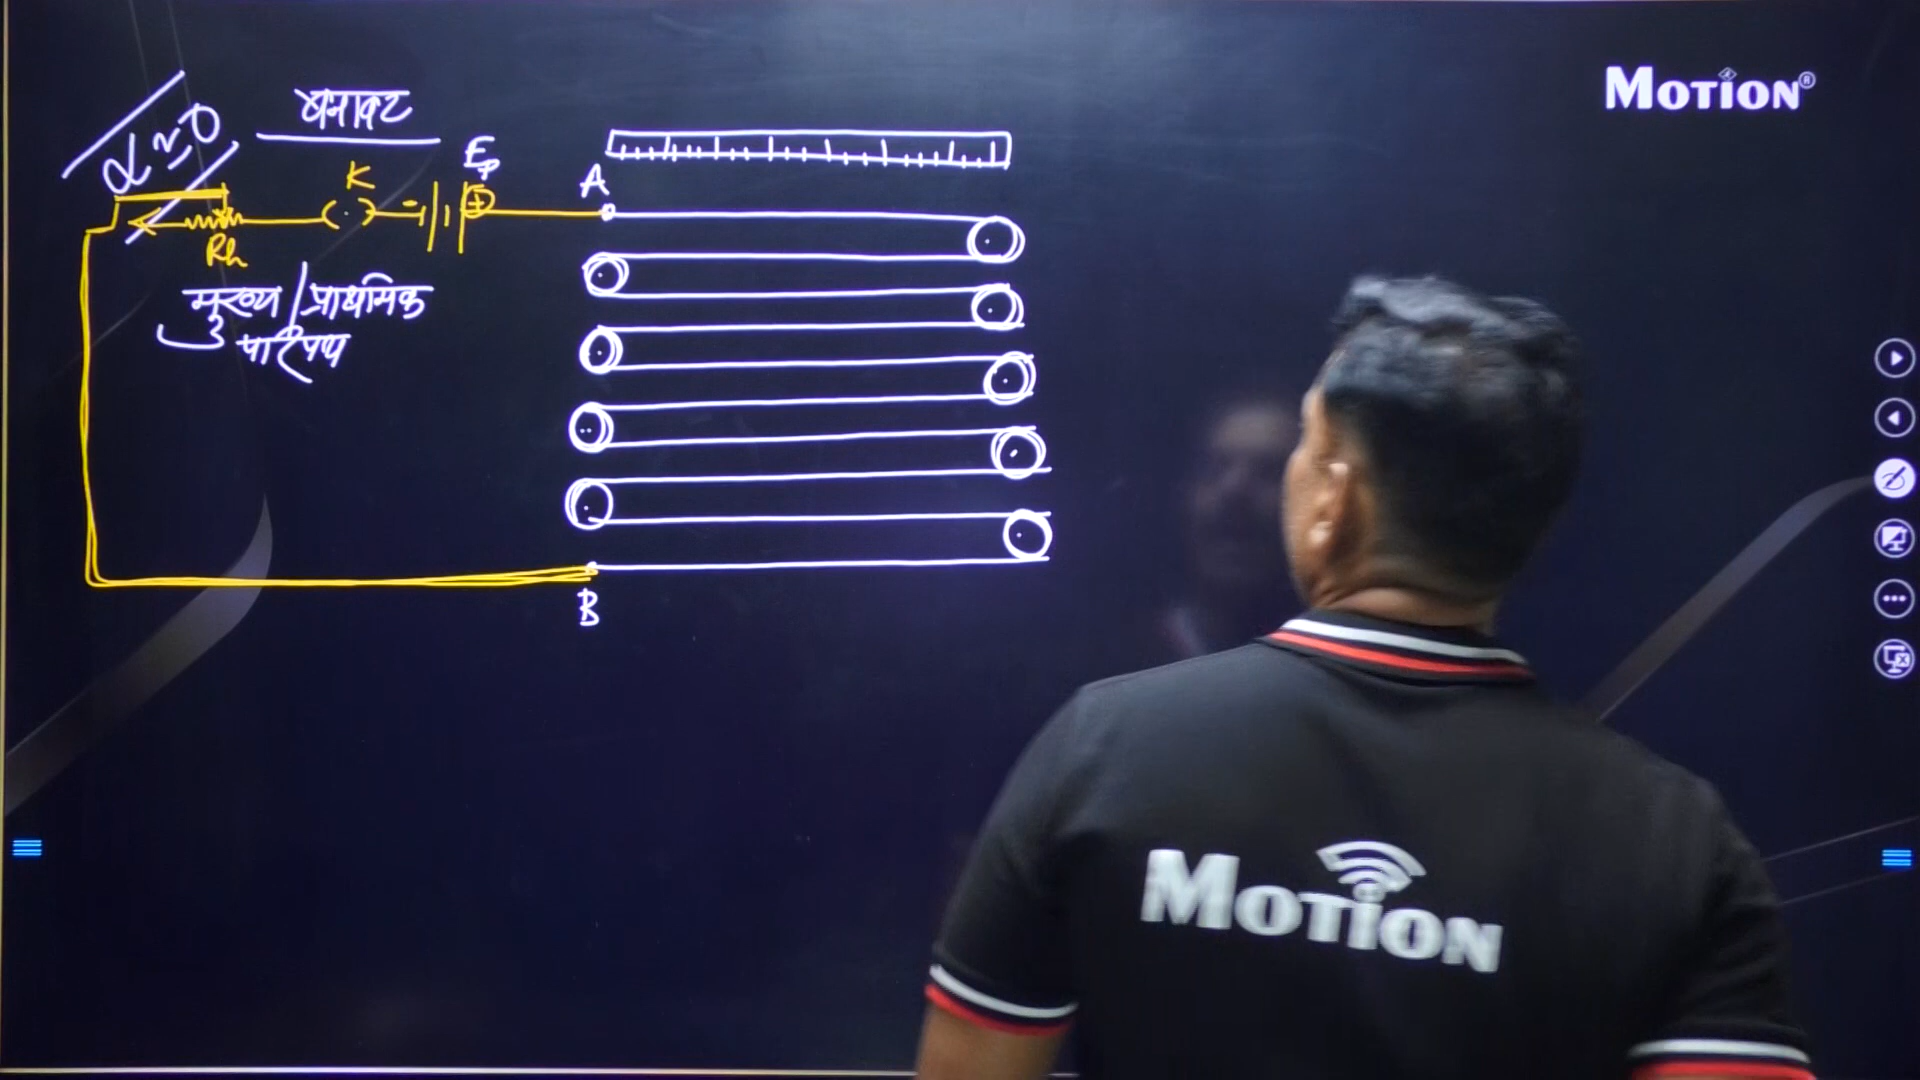 MOTION®
α≈0
बनावट
K
Ep
-
+
A
Rh
मुख्य/प्राथमिक
परिपथ
B
MOTION